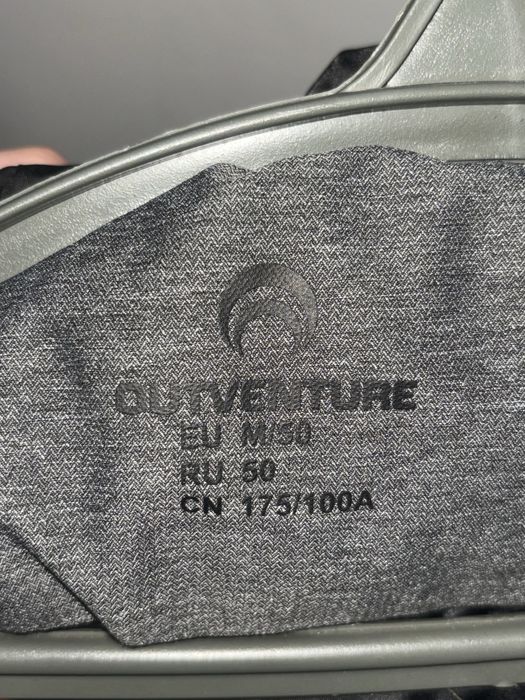 OUTVENTURE
EU M/50
RU 50
CN 175/100A